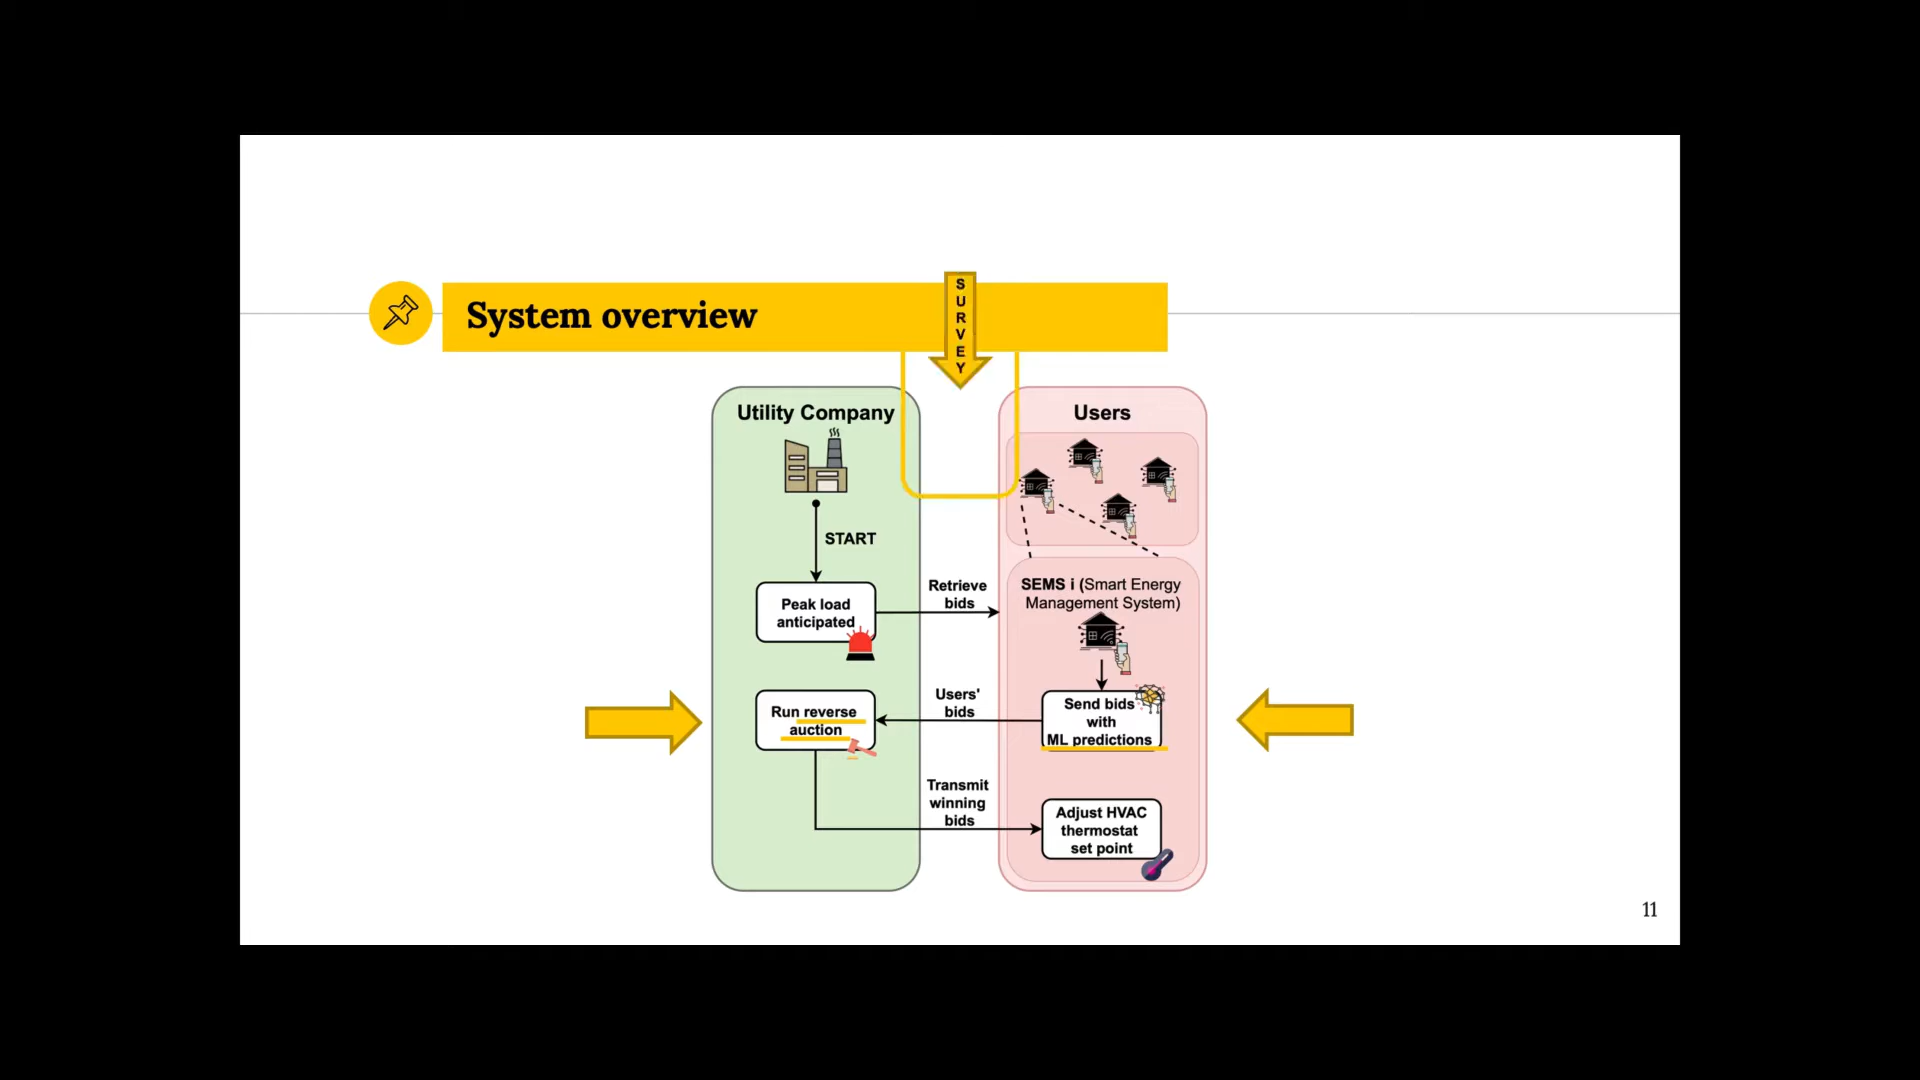 System overview
S
U
R
V
E
Y
Utility Company
START
Peak load
anticipated
Run reverse
auction
Retrieve
bids
Users'
bids
Transmit
winning
bids
Users
SEMS i (Smart Energy
Management System)
Send bids
with
ML predictions
Adjust HVAC
thermostat
set point
11